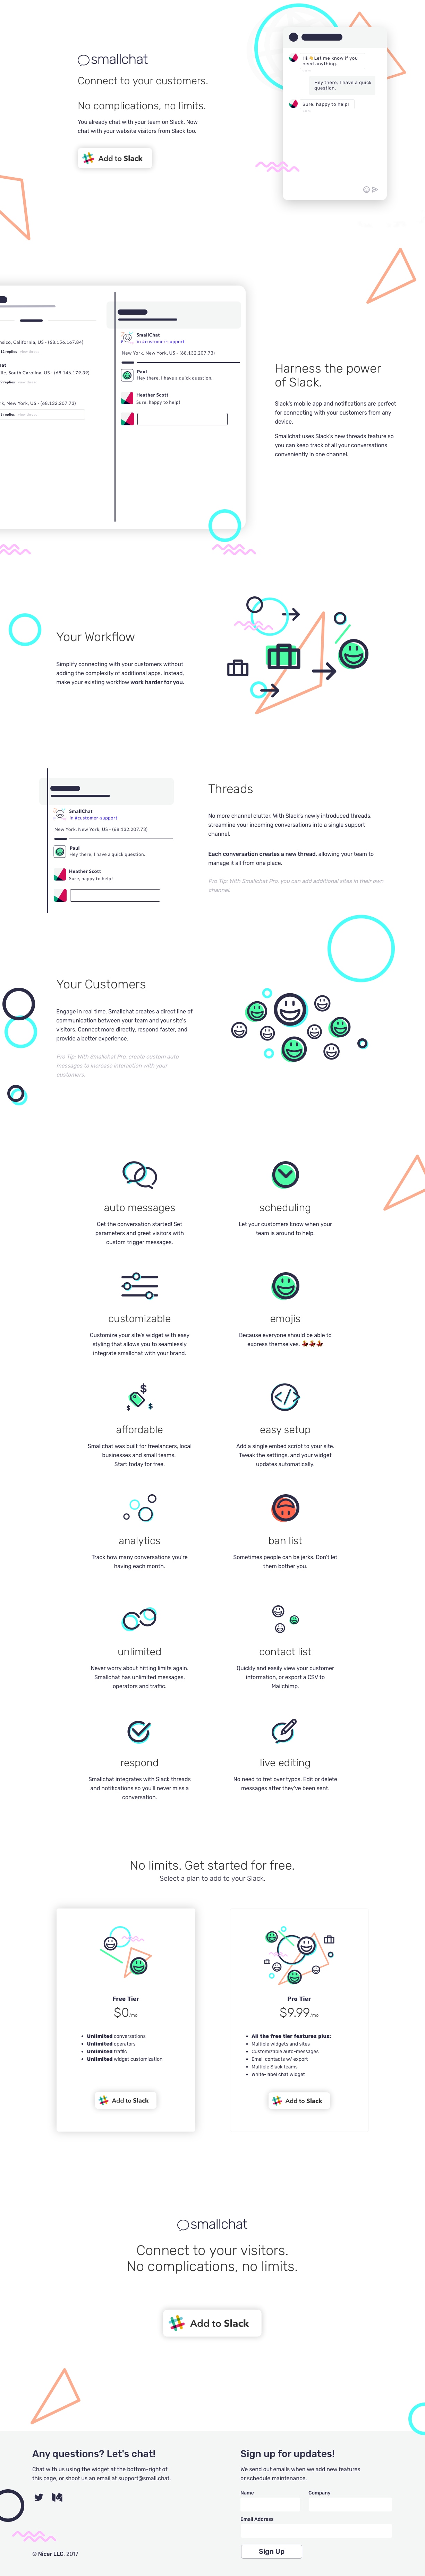 smallchat
Connect to your customers.
No complications, no limits.
You already chat with your team on Slack. Now
chat with your website visitors from Slack too.
Add to Slack
Hi!👋Let me know if you
need anything.
Hey there, I have a quick
question.
Sure, happy to help!
California, US - (68.156.167.84)
12 replies
South Carolina, US - (68.146.179.39)
9 replies
New York, US - (68.132.207.73)
3 replies
SmallChat
in #customer-support
New York, New York, US - (68.132.207.73)
Paul
Hey there, I have a quick question.
Heather Scott
Sure, happy to help!
Harness the power
of Slack.
Slack's mobile app and notifications are perfect
for connecting with your customers from any
device.
Smallchat uses Slack's new threads feature so
you can keep track of all your conversations
conveniently in one channel.
Your Workflow
Simplify connecting with your customers without
adding the complexity of additional apps. Instead,
make your existing workflow work harder for you.
SmallChat
in #customer-support
New York, New York, US - (68.132.207.73)
Paul
Hey there, I have a quick question.
Heather Scott
Sure, happy to help!
Threads
No more channel clutter. With Slack's newly introduced threads,
streamline your incoming conversations into a single support
channel.
Each conversation creates a new thread, allowing your team to
manage it all from one place.
Pro Tip: With Smallchat Pro, you can add additional sites in their own
channel.
Your Customers
Engage in real time. Smallchat creates a direct line of
communication between your team and your site's
visitors. Connect more directly, respond faster, and
provide a better experience.
Pro Tip: With Smallchat Pro, create custom auto
messages to increase interaction with your
customers.
auto messages
Get the conversation started! Set
parameters and greet visitors with
custom trigger messages.
scheduling
Let your customers know when your
team is around to help.
customizable
Customize your site's widget with easy
styling that allows you to seamlessly
integrate smallchat with your brand.
emojis
Because everyone should be able to
express themselves. 💃💃💃
affordable
Smallchat was built for freelancers, local
businesses and small teams.
Start today for free.
easy setup
Add a single embed script to your site.
Tweak the settings, and your widget
updates automatically.
analytics
Track how many conversations you're
having each month.
ban list
Sometimes people can be jerks. Don't let
them bother you.
unlimited
Never worry about hitting limits again.
Smallchat has unlimited messages,
operators and traffic.
contact list
Quickly and easily view your customer
information, or export a CSV to
Mailchimp.
respond
Smallchat integrates with Slack threads
and notifications so you'll never miss a
conversation.
live editing
No need to fret over typos. Edit or delete
messages after they've been sent.
No limits. Get started for free.
Select a plan to add to your Slack.
Free Tier
$0/mo
• Unlimited conversations
• Unlimited operators
• Unlimited traffic
• Unlimited widget customization
Add to Slack
Pro Tier
$9.99/mo
• All the free tier features plus:
• Multiple widgets and sites
• Customizable auto-messages
• Email contacts w/ export
• Multiple Slack teams
• White-label chat widget
Add to Slack
smallchat
Connect to your visitors.
No complications, no limits.
Add to Slack
Any questions? Let's chat!
Chat with us using the widget at the bottom-right of
this page, or shoot us an email at support@small.chat.
© Nicer LLC. 2017
Sign up for updates!
We send out emails when we add new features
or schedule maintenance.
Name
Company
Email Address
Sign Up